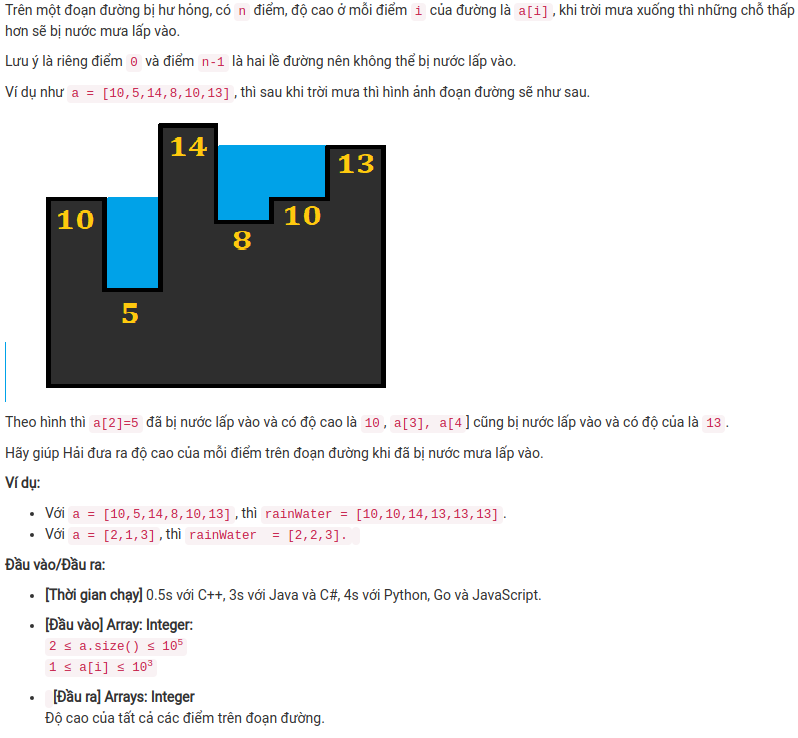 Trên một đoạn đường bị hư hỏng, có n điểm, độ cao ở mỗi điểm i của đường là a[i], khi trời mưa xuống thì những chỗ thấp
hơn sẽ bị nước mưa lấp vào.
Lưu ý là riêng điểm 0 và điểm n-1 là hai lề đường nên không thể bị nước lấp vào.
Ví dụ như a = [10,5,14,8,10,13], thì sau khi trời mưa thì hình ảnh đoạn đường sẽ như sau.
14
13
10
10
8
5
Theo hình thì a[2]=5 đã bị nước lấp vào và có độ cao là 10, a[3], a[4] cũng bị nước lấp vào và có độ của là 13.
Hãy giúp Hải đưa ra độ cao của mỗi điểm trên đoạn đường khi đã bị nước mưa lấp vào.
Ví dụ:
• Với a = [10,5,14,8,10,13], thì rainWater = [10,10,14,13,13,13].
• Với a = [2,1,3], thì rainWater = [2,2,3].
Đầu vào/Đầu ra:
• [Thời gian chạy] 0.5s với C++, 3s với Java và C#, 4s với Python, Go và JavaScript.
• [Đầu vào] Array: Integer:
2 ≤ a.size() ≤ 10⁵
1 ≤ a[i] ≤ 10³
• [Đầu ra] Arrays: Integer
Độ cao của tất cả các điểm trên đoạn đường.